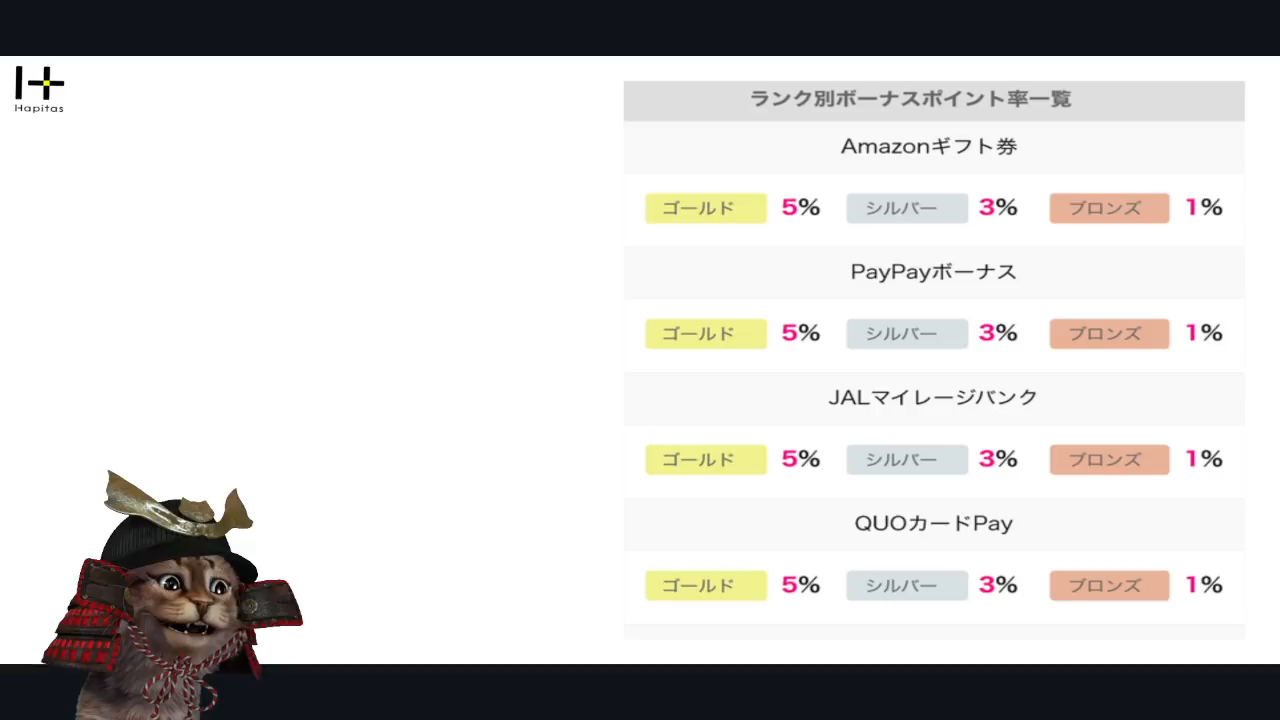 Hapitas
ランク別ボーナスポイント率一覧
Amazonギフト券
ゴールド 5% シルバー 3% ブロンズ 1%
PayPayボーナス
ゴールド 5% シルバー 3% ブロンズ 1%
JALマイレージバンク
ゴールド 5% シルバー 3% ブロンズ 1%
QUOカードPay
ゴールド 5% シルバー 3% ブロンズ 1%